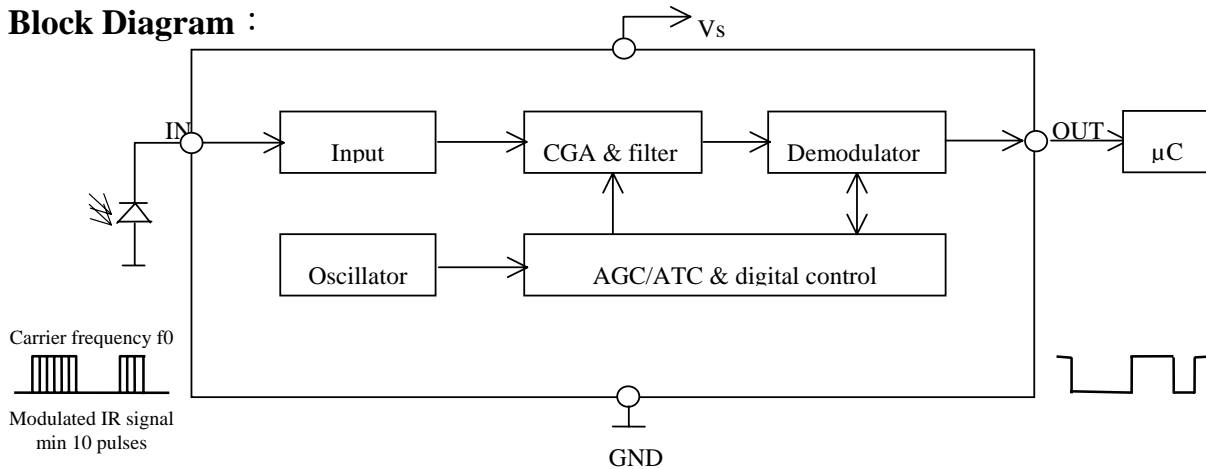 Block Diagram：
Vs
IN
Input
CGA & filter
Demodulator
OUT
µC
Oscillator
AGC/ATC & digital control
Carrier frequency f0
Modulated IR signal
min 10 pulses
GND